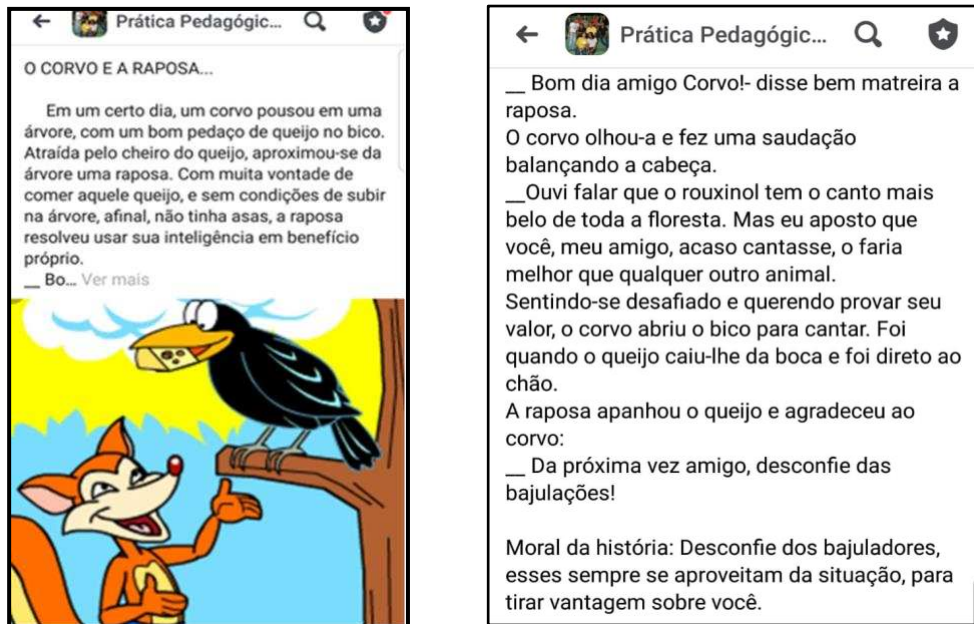 Prática Pedagógic...
O CORVO E A RAPOSA...
Em um certo dia, um corvo pousou em uma
árvore, com um bom pedaço de queijo no bico.
Atraída pelo cheiro do queijo, aproximou-se da
árvore uma raposa. Com muita vontade de
comer aquele queijo, e sem condições de subir
na árvore, afinal, não tinha asas, a raposa
resolveu usar sua inteligência em benefício
próprio.
__ Bo... Ver mais
Prática Pedagógic...
__ Bom dia amigo Corvo!- disse bem matreira a
raposa.
O corvo olhou-a e fez uma saudação
balançando a cabeça.
__Ouvi falar que o rouxinol tem o canto mais
belo de toda a floresta. Mas eu aposto que
você, meu amigo, acaso cantasse, o faria
melhor que qualquer outro animal.
Sentindo-se desafiado e querendo provar seu
valor, o corvo abriu o bico para cantar. Foi
quando o queijo caiu-lhe da boca e foi direto ao
chão.
A raposa apanhou o queijo e agradeceu ao
corvo:
__ Da próxima vez amigo, desconfie das
bajulações!
Moral da história: Desconfie dos bajuladores,
esses sempre se aproveitam da situação, para
tirar vantagem sobre você.